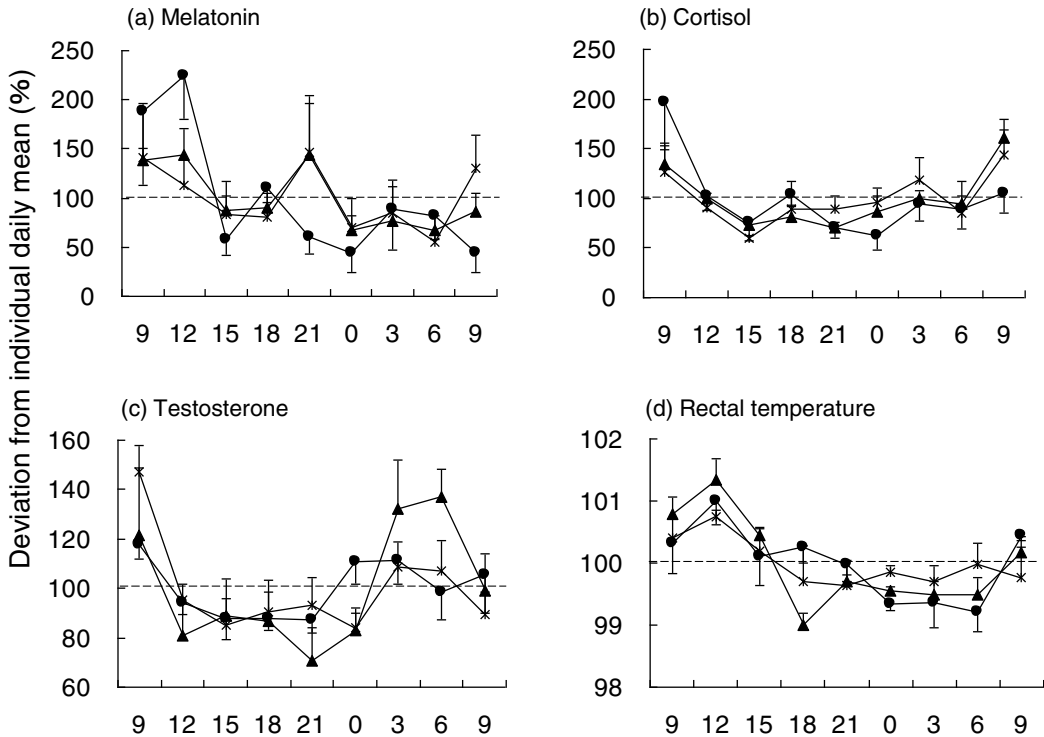 Deviation from individual daily mean (%)
(a) Melatonin
250
200
150
100
50
0
9 12 15 18 21 0 3 6 9
(b) Cortisol
250
200
150
100
50
0
9 12 15 18 21 0 3 6 9
(c) Testosterone
160
140
120
100
80
60
9 12 15 18 21 0 3 6 9
(d) Rectal temperature
102
101
100
99
98
9 12 15 18 21 0 3 6 9